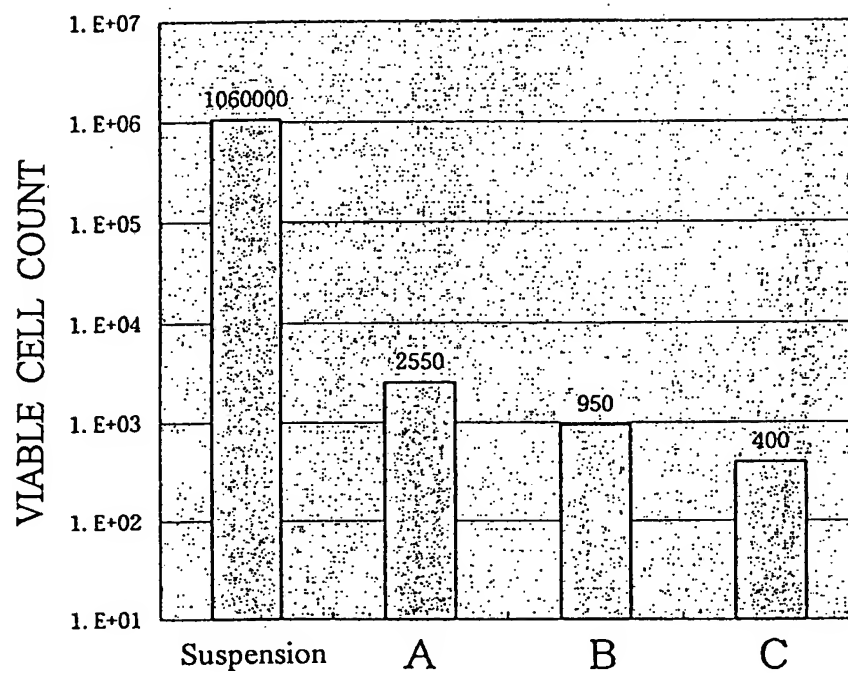 1. E+07
1060000
1. E+06
1. E+05
1. E+04
2550
1. E+03
950
400
1. E+02
1. E+01
VIABLE CELL COUNT
Suspension A B C